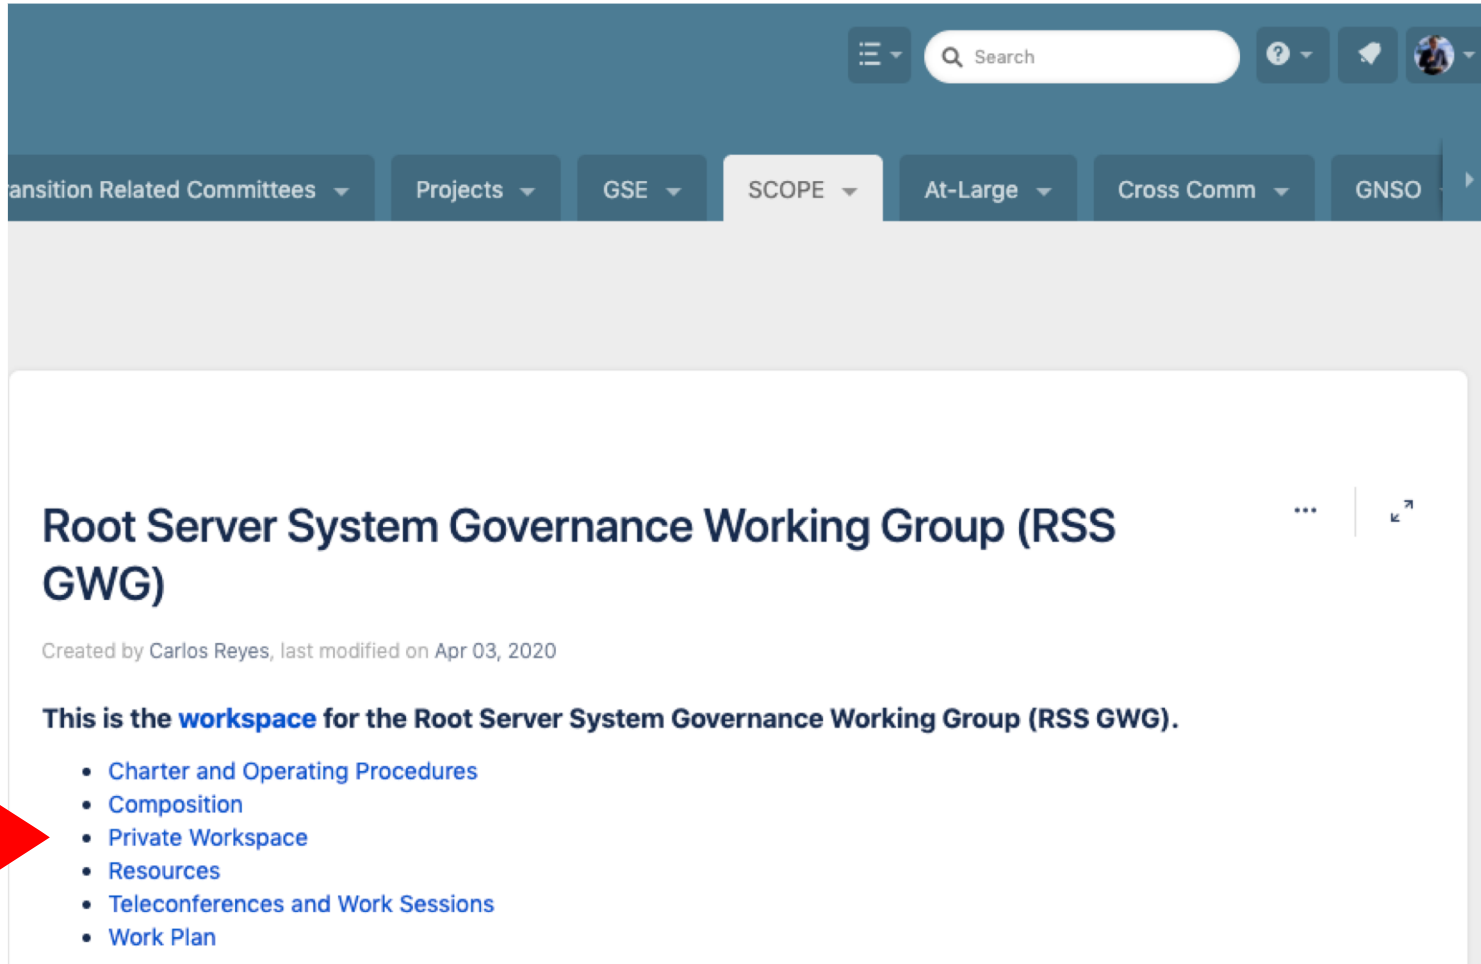 Search
ansition Related Committees
Projects
GSE
SCOPE
At-Large
Cross Comm
GNSO
Root Server System Governance Working Group (RSS
GWG)
Created by Carlos Reyes, last modified on Apr 03, 2020
This is the workspace for the Root Server System Governance Working Group (RSS GWG).
Charter and Operating Procedures
Composition
Private Workspace
Resources
Teleconferences and Work Sessions
Work Plan